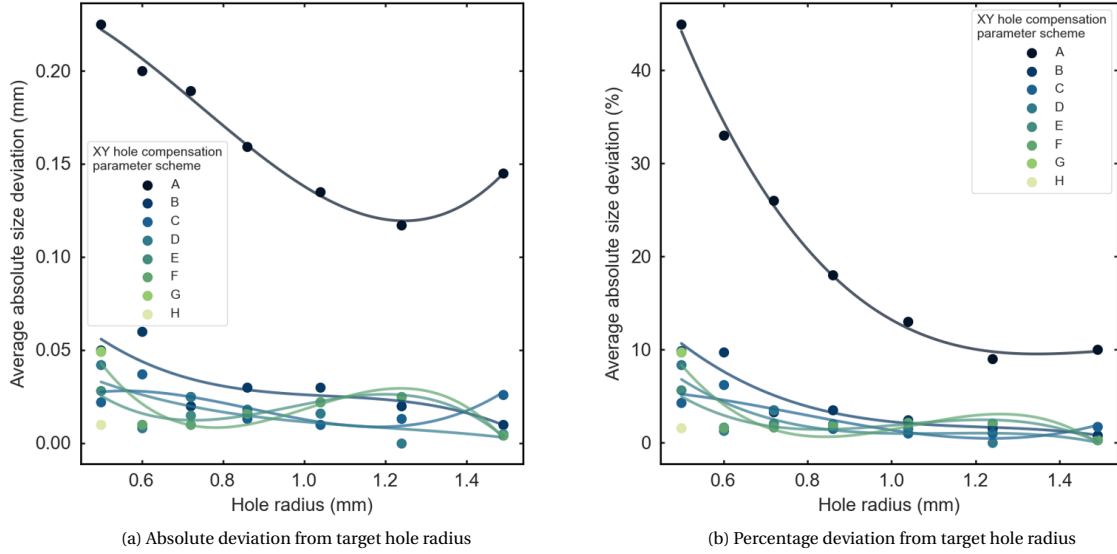 0.20
0.15
0.10
0.05
0.00
Average absolute size deviation (mm)
XY hole compensation
parameter scheme
A
B
C
D
E
F
G
H
0.6
0.8
1.0
1.2
1.4
Hole radius (mm)
(a) Absolute deviation from target hole radius
40
30
20
10
0
Average absolute size deviation (%)
XY hole compensation
parameter scheme
A
B
C
D
E
F
G
H
0.6
0.8
1.0
1.2
1.4
Hole radius (mm)
(b) Percentage deviation from target hole radius